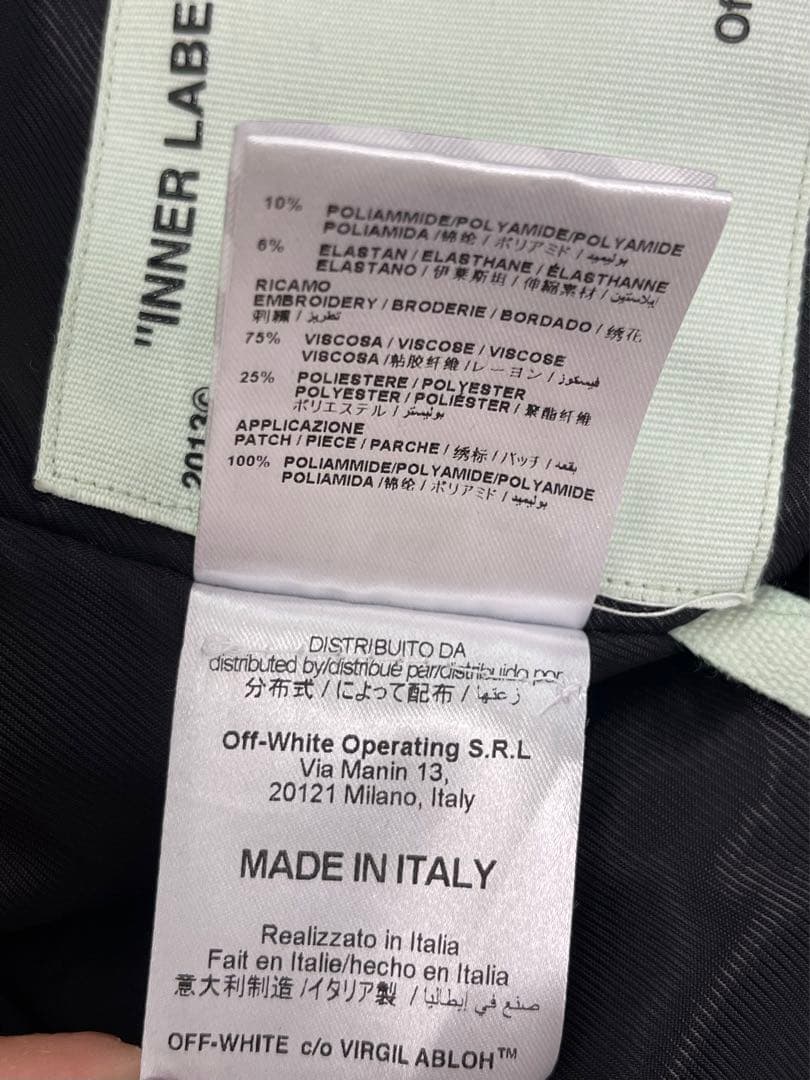 "INNER LABE
2013©
Of
10% POLIAMMIDE/POLYAMIDE/POLYAMIDE
POLIAMIDA /锦纶 / ポリアミド / بوليميد
6% ELASTAN / ELASTHANE / ÉLASTHANNE
ELASTANO / 伊莱斯坦 / 伸縮素材 / ايلاستين
RICAMO
EMBROIDERY / BRODERIE / BORDADO / 绣花
刺繍 / تطريز
75% VISCOSA / VISCOSE / VISCOSE
VISCOSA /粘胶纤维 /レーヨン / فيسكوز
25% POLIESTERE / POLYESTER
POLYESTER / POLIÉSTER / 聚酯纤维
ポリエステル / بوليستر
APPLICAZIONE
PATCH / PIECE / PARCHE / 绣标 / パッチ / بقعه
100% POLIAMMIDE/POLYAMIDE/POLYAMIDE
POLIAMIDA /锦纶 / ポリアミド / بوليميد
DISTRIBUITO DA
distributed by/distribué par/distribuido por
分布式 / によって配布 / زعتها
Off-White Operating S.R.L
Via Manin 13,
20121 Milano, Italy
MADE IN ITALY
Realizzato in Italia
Fait en Italie/hecho en Italia
意大利制造 /イタリア製 / صنع في إيطاليا
OFF-WHITE c/o VIRGIL ABLOH™